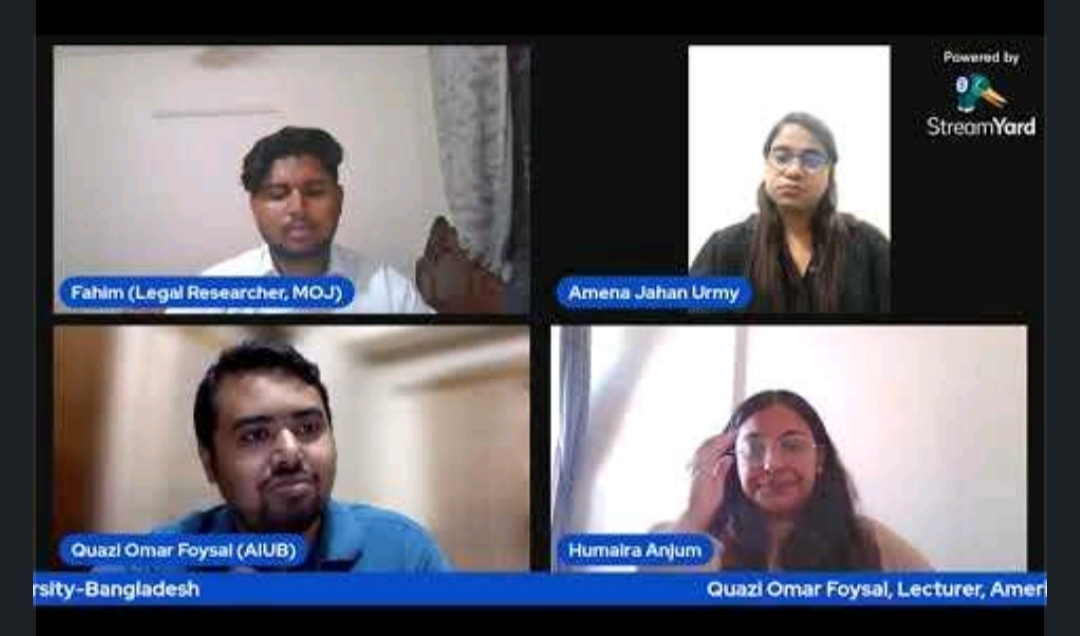 Powered by
StreamYard
Fahim (Legal Researcher, MOJ)
Amena Jahan Urmy
Quazi Omar Foysal (AIUB)
Humaira Anjum
rsity-Bangladesh
Quazi Omar Foysal, Lecturer, Ameri